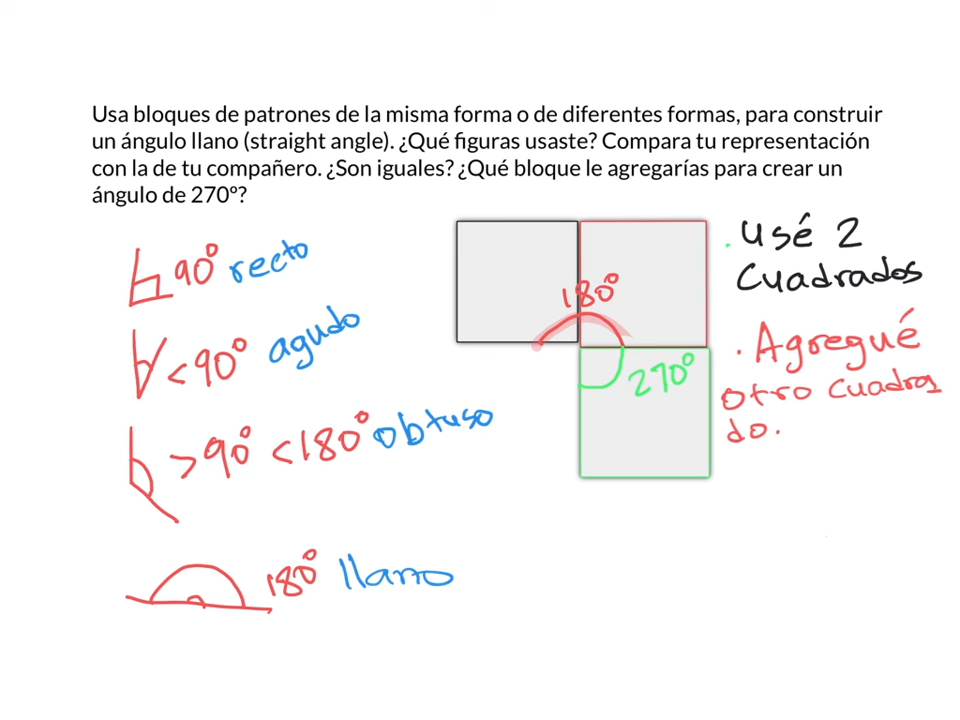 Usa bloques de patrones de la misma forma o de diferentes formas, para construir
un ángulo llano (straight angle). ¿Qué figuras usaste? Compara tu representación
con la de tu compañero. ¿Son iguales? ¿Qué bloque le agregarías para crear un
ángulo de 270º?
90° recto
<90° agudo
>90° <180° obtuso
180° llano
180°
270°
. Usé 2
Cuadrados
. Agregué
otro cuadra
do.